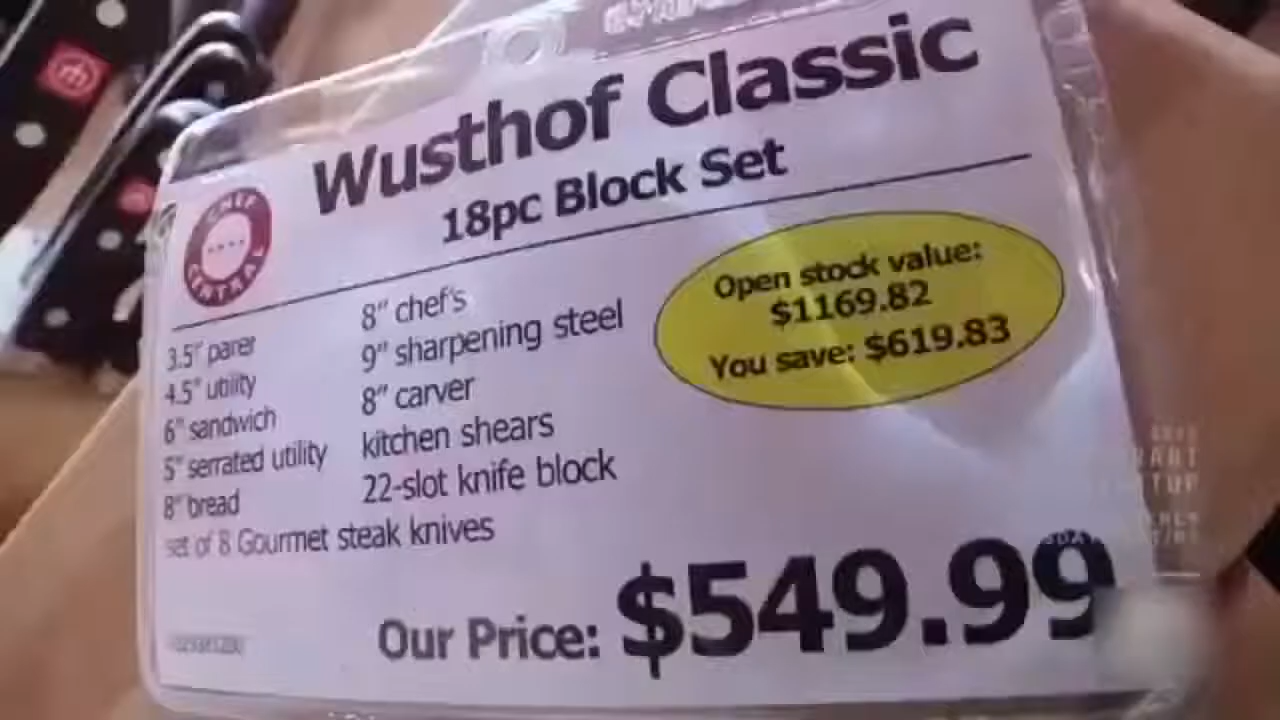 Wusthof Classic
18pc Block Set
CHEF
CENTRAL
Open stock value:
$1169.82
You save: $619.83
3.5" parer
4.5" utility
6" sandwich
5" serrated utility
8" bread
set of 8 Gourmet steak knives
8" chef's
9" sharpening steel
8" carver
kitchen shears
22-slot knife block
Our Price: $549.99